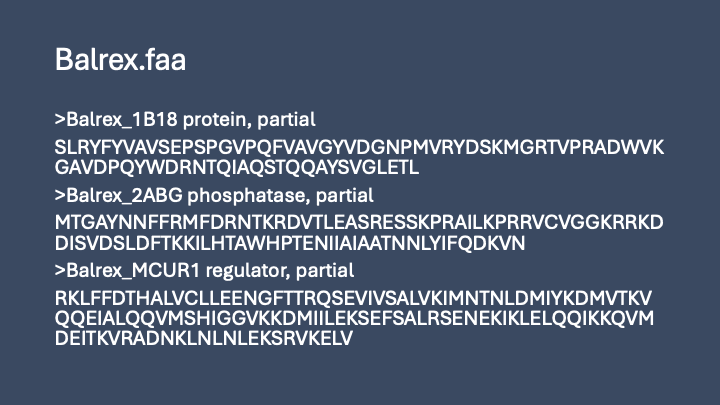 Balrex.faa
>Balrex_1B18 protein, partial
SLRYFYVAVSEPSPGVPQFVAVGYVDGNPMVRYDSKMGRTVPRADWVK
GAVDPQYWDRNTQIAQSTQQAYSVGLETL
>Balrex_2ABG phosphatase, partial
MTGAYNNFFRMFDRNTKRDVTLEASRESSKPRAILKPRRVCVGGKRRKD
DISVDSLDFTKKILHTAWHPTENIIAIAATNNLYIFQDKVN
>Balrex_MCUR1 regulator, partial
RKLFFDTHALVCLLEENGFTTRQSEVIVSALVKIMNTNLDMIYKDMVTKV
QQEIALQQVMSHIGGVKKDMIILEKSEFSALRSENEKIKLELQQIKKQVM
DEITKVRADNKLNLNLEKSRVKELV